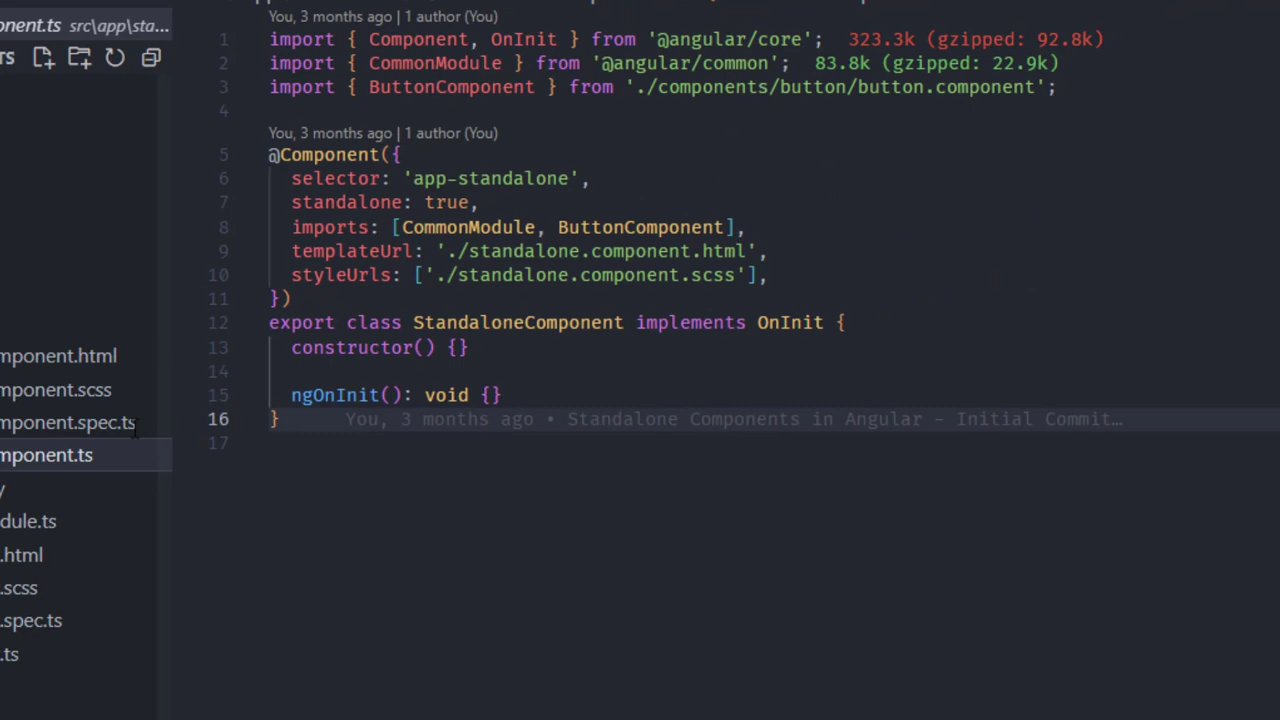 onent.ts src\app\sta...
TS
mponent.html
mponent.scss
mponent.spec.ts
mponent.ts
dule.ts
.html
.scss
.spec.ts
.ts
You, 3 months ago | 1 author (You)
1 import { Component, OnInit } from '@angular/core'; 323.3k (gzipped: 92.8k)
2 import { CommonModule } from '@angular/common'; 83.8k (gzipped: 22.9k)
3 import { ButtonComponent } from './components/button/button.component';
4
You, 3 months ago | 1 author (You)
5 @Component({
6 selector: 'app-standalone',
7 standalone: true,
8 imports: [CommonModule, ButtonComponent],
9 templateUrl: './standalone.component.html',
10 styleUrls: ['./standalone.component.scss'],
11 })
12 export class StandaloneComponent implements OnInit {
13 constructor() {}
14
15 ngOnInit(): void {}
16 } You, 3 months ago • Standalone Components in Angular – Initial Commit…
17